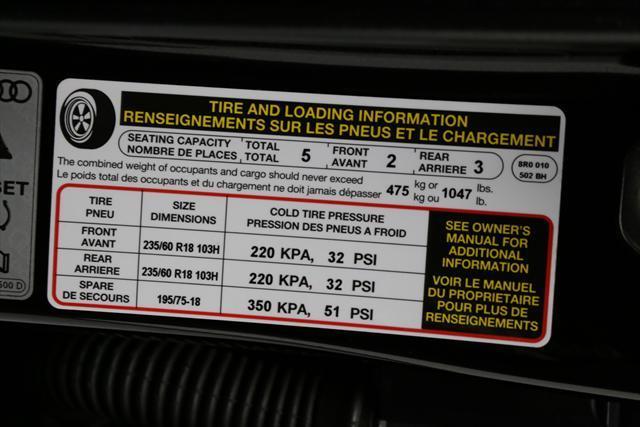 TIRE AND LOADING INFORMATION
RENSEIGNEMENTS SUR LES PNEUS ET LE CHARGEMENT
SEATING CAPACITY TOTAL 5 FRONT 2 REAR 3
NOMBRE DE PLACES TOTAL AVANT ARRIERE
8R0 010
502 BH
The combined weight of occupants and cargo should never exceed 475 kg or 1047 lbs.
Le poids total des occupants et du chargement ne doit jamais dépasser kg ou lb.
TIRE
PNEU
SIZE
DIMENSIONS
COLD TIRE PRESSURE
PRESSION DES PNEUS A FROID
FRONT
AVANT
235/60 R18 103H
220 KPA, 32 PSI
REAR
ARRIERE
235/60 R18 103H
220 KPA, 32 PSI
SPARE
DE SECOURS
195/75-18
350 KPA, 51 PSI
SEE OWNER'S
MANUAL FOR
ADDITIONAL
INFORMATION
VOIR LE MANUEL
DU PROPRIETAIRE
POUR PLUS DE
RENSEIGNEMENTS
SET
500 D